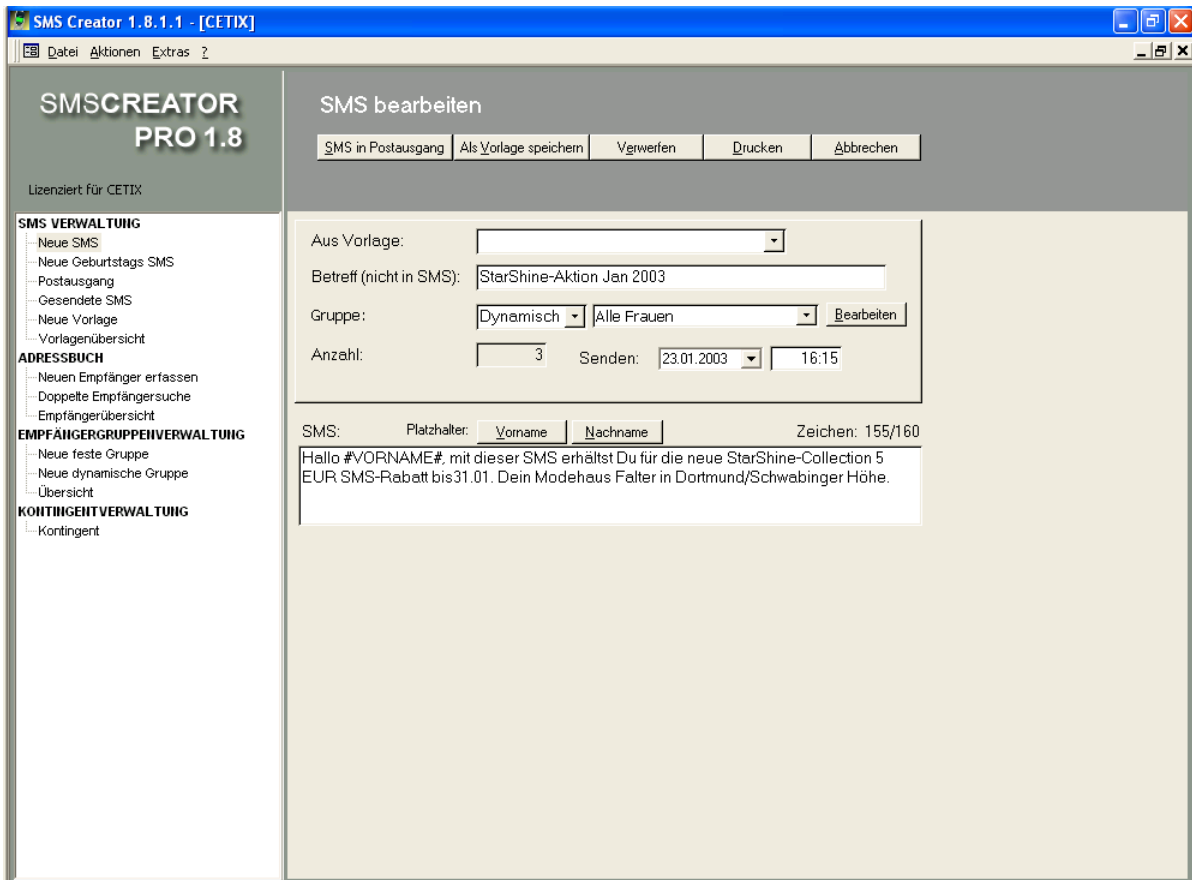 SMS Creator 1.8.1.1 - [CETIX]
Datei Aktionen Extras ?
SMSCREATOR
PRO 1.8
Lizenziert für CETIX
SMS bearbeiten
SMS in Postausgang Als Vorlage speichern Verwerfen Drucken Abbrechen
SMS VERWALTUNG
Neue SMS
Neue Geburtstags SMS
Postausgang
Gesendete SMS
Neue Vorlage
Vorlagenübersicht
ADRESSBUCH
Neuen Empfänger erfassen
Doppelte Empfängersuche
Empfängerübersicht
EMPFÄNGERGRUPPENVERWALTUNG
Neue feste Gruppe
Neue dynamische Gruppe
Übersicht
KONTINGENTVERWALTUNG
Kontingent
Aus Vorlage:
Betreff (nicht in SMS): StarShine-Aktion Jan 2003
Gruppe: Dynamisch Alle Frauen Bearbeiten
Anzahl: 3 Senden: 23.01.2003 16:15
SMS: Platzhalter: Vorname Nachname Zeichen: 155/160
Hallo #VORNAME#, mit dieser SMS erhältst Du für die neue StarShine-Collection 5
EUR SMS-Rabatt bis31.01. Dein Modehaus Falter in Dortmund/Schwabinger Höhe.